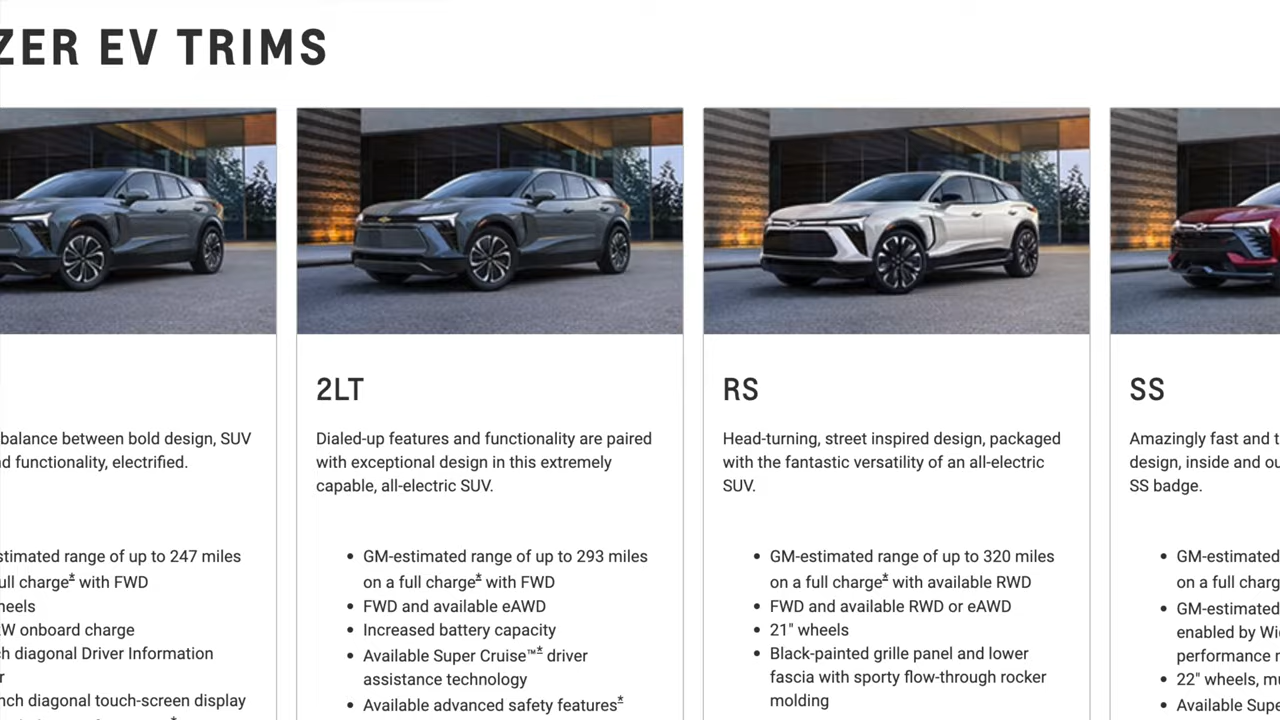 ZER EV TRIMS
balance between bold design, SUV
d functionality, electrified.
stimated range of up to 247 miles
ull charge* with FWD
heels
W onboard charge
h diagonal Driver Information
r
nch diagonal touch-screen display
2LT
Dialed-up features and functionality are paired
with exceptional design in this extremely
capable, all-electric SUV.
• GM-estimated range of up to 293 miles
on a full charge* with FWD
• FWD and available eAWD
• Increased battery capacity
• Available Super Cruise™* driver
assistance technology
• Available advanced safety features*
RS
Head-turning, street inspired design, packaged
with the fantastic versatility of an all-electric
SUV.
• GM-estimated range of up to 320 miles
on a full charge* with available RWD
• FWD and available RWD or eAWD
• 21" wheels
• Black-painted grille panel and lower
fascia with sporty flow-through rocker
molding
SS
Amazingly fast and t
design, inside and ou
SS badge.
• GM-estimated
on a full charg
• GM-estimated
enabled by Wi
performance m
• 22" wheels, mu
• Available Supe